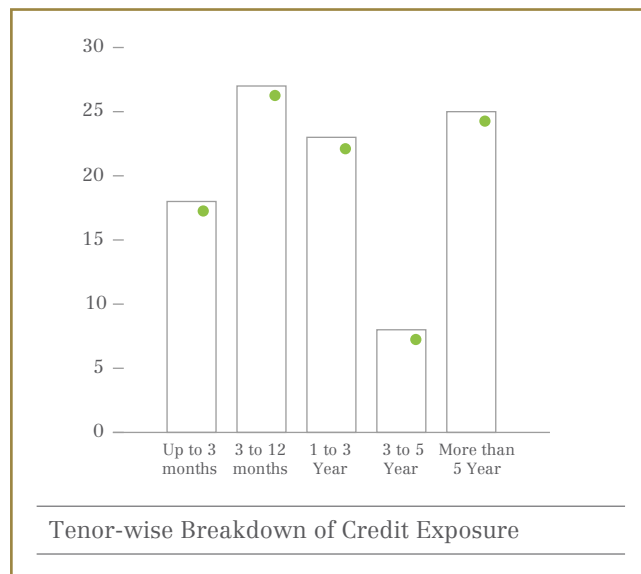 30
25
20
15
10
5
0
Up to 3 months
3 to 12 months
1 to 3 Year
3 to 5 Year
More than 5 Year
Tenor-wise Breakdown of Credit Exposure